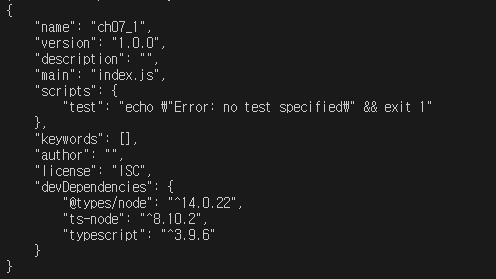 {
    "name": "ch07_1",
    "version": "1.0.0",
    "description": "",
    "main": "index.js",
    "scripts": {
        "test": "echo ₩"Error: no test specified₩" && exit 1"
    },
    "keywords": [],
    "author": "",
    "license": "ISC",
    "devDependencies": {
        "@types/node": "^14.0.22",
        "ts-node": "^8.10.2",
        "typescript": "^3.9.6"
    }
}